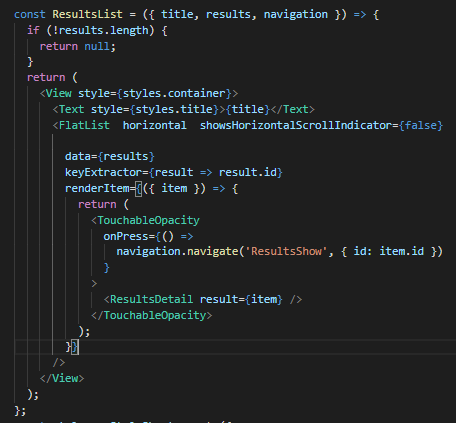 const ResultsList = ({ title, results, navigation }) => {
  if (!results.length) {
    return null;
  }
  return (
    <View style={styles.container}>
      <Text style={styles.title}>{title}</Text>
      <FlatList  horizontal  showsHorizontalScrollIndicator={false}
        data={results}
        keyExtractor={result => result.id}
        renderItem={({ item }) => {
          return (
            <TouchableOpacity
              onPress={() =>
                navigation.navigate('ResultsShow', { id: item.id })
              }
            >
              <ResultsDetail result={item} />
            </TouchableOpacity>
          );
        }}
      />
    </View>
  );
};